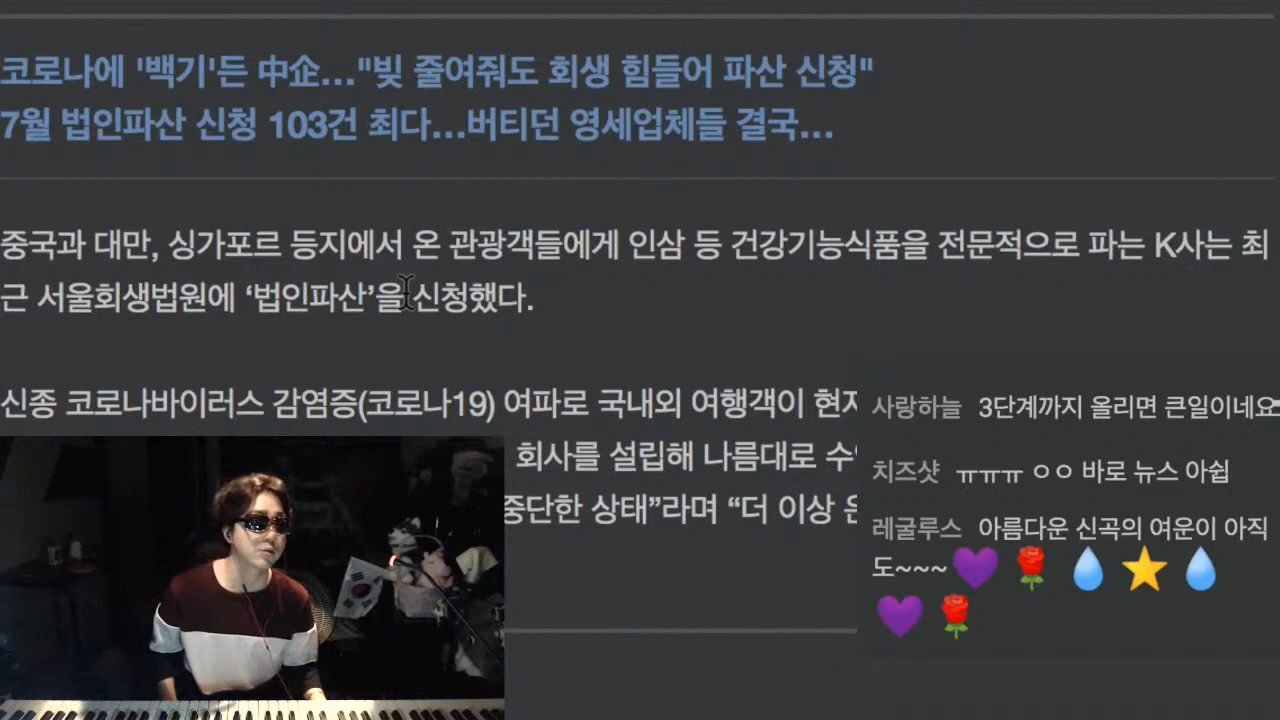 코로나에 '백기'든 中企..."빚 줄여줘도 회생 힘들어 파산 신청"
7월 법인파산 신청 103건 최다...버티던 영세업체들 결국...
중국과 대만, 싱가포르 등지에서 온 관광객들에게 인삼 등 건강기능식품을 전문적으로 파는 K사는 최
근 서울회생법원에 ‘법인파산’을 신청했다.
신종 코로나바이러스 감염증(코로나19) 여파로 국내외 여행객이
회사를 설립해 나름대로
중단한 상태”라며 “더 이상
사랑하늘 3단계까지 올리면 큰일이네요
치즈샷 ㅠㅠㅠ ㅇㅇ 바로 뉴스 아쉽
레굴루스 아름다운 신곡의 여운이 아직
도~~~💜🌹💧⭐💧
💜🌹